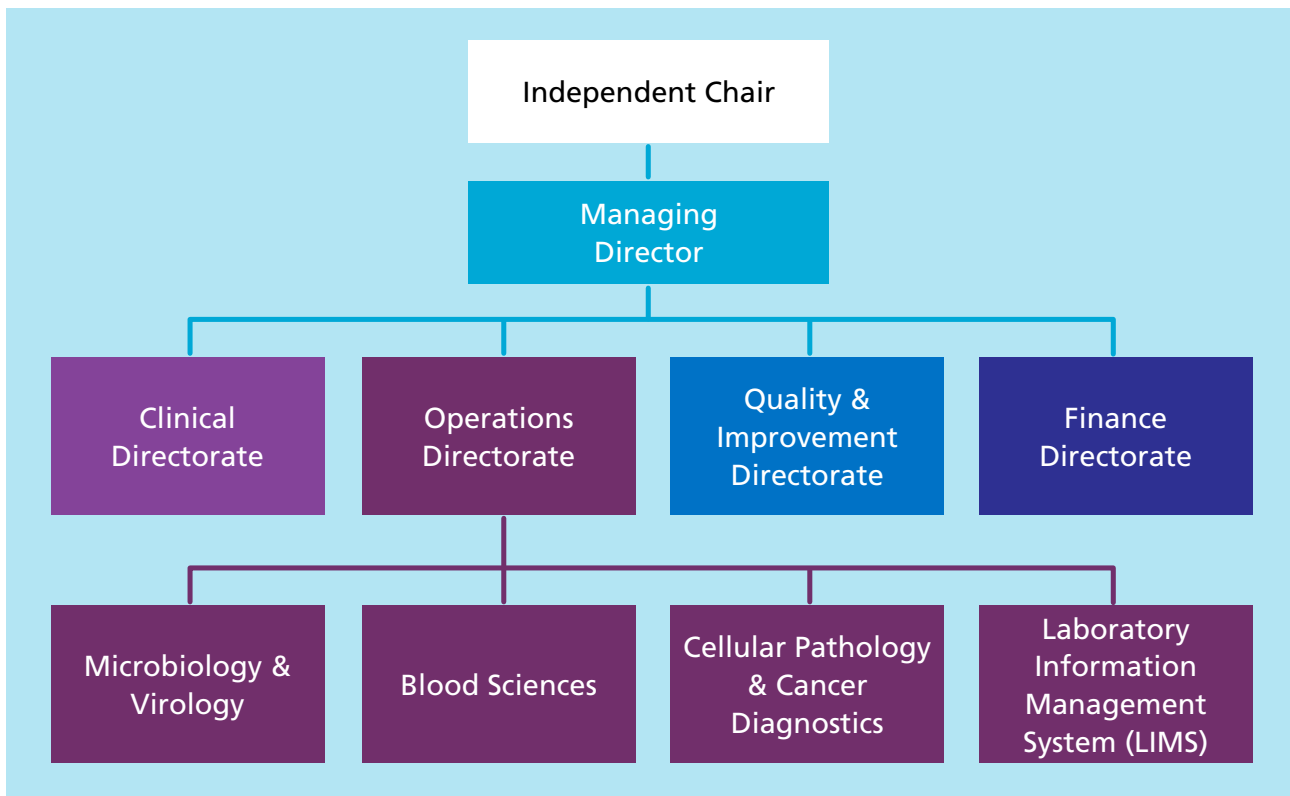 Independent Chair
Managing
Director
Clinical
Directorate
Operations
Directorate
Quality &
Improvement
Directorate
Finance
Directorate
Microbiology &
Virology
Blood Sciences
Cellular Pathology
& Cancer
Diagnostics
Laboratory
Information
Management
System (LIMS)